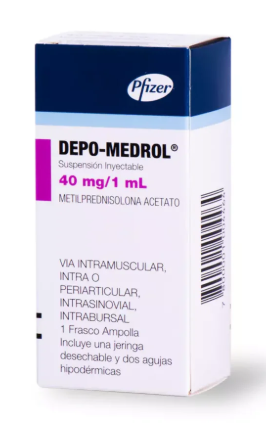 Pfizer
DEPO-MEDROL®
Suspensión Inyectable
40 mg/1 mL
METILPREDNISOLONA ACETATO
VIA INTRAMUSCULAR,
INTRA O
PERIARTICULAR,
INTRASINOVIAL,
INTRABURSAL
1 Frasco Ampolla
Incluye una jeringa
desechable y dos agujas
hipodérmicas